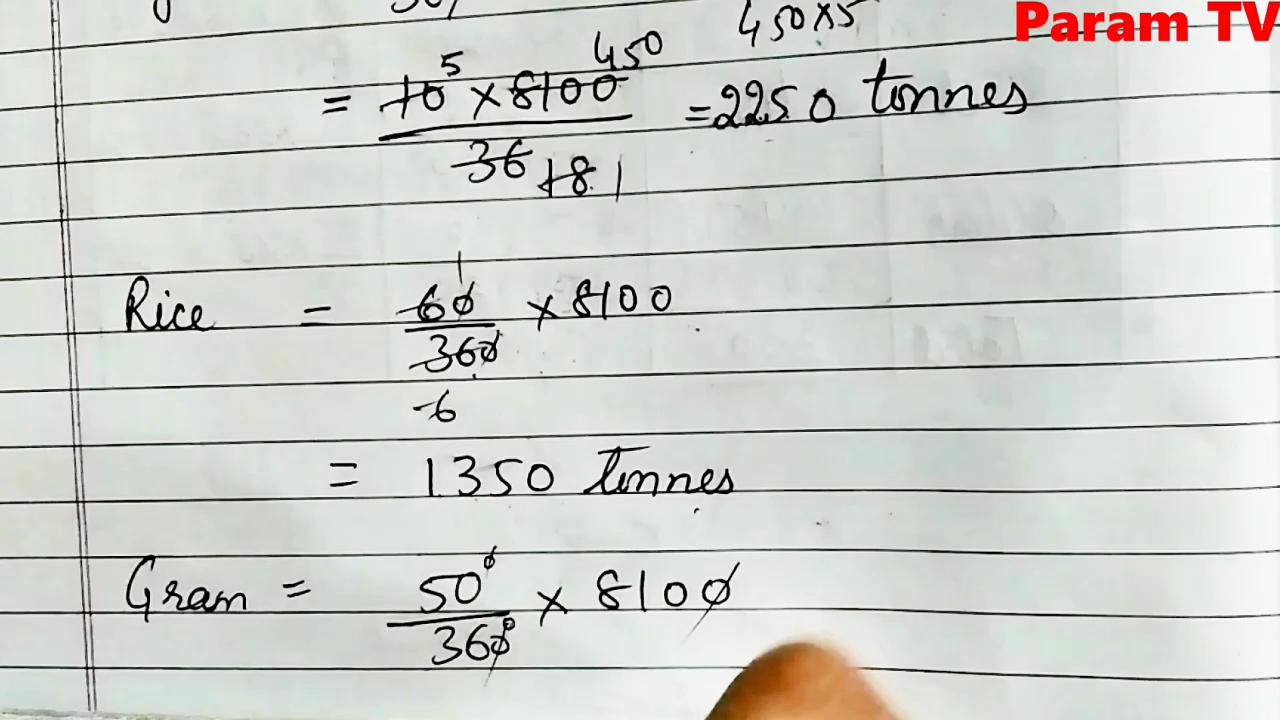 Param TV
450×5
= 10 5 × 8100 450 / 36 18 1 = 2250 tonnes
Rice = 60 1 / 360 6 × 8100
= 1350 tonnes
Gram = 50° / 360° × 8100